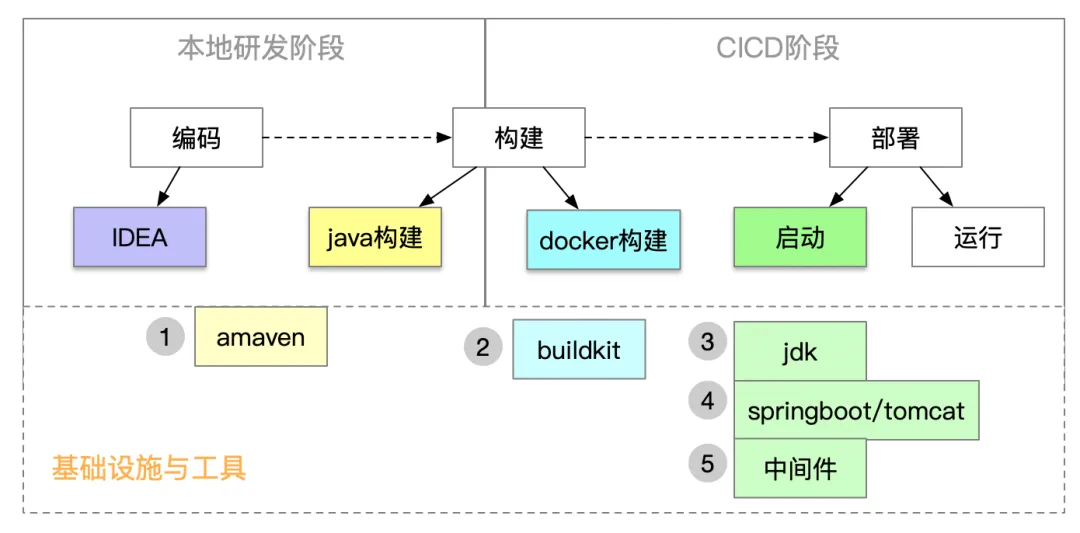 本地研发阶段
CICD阶段
编码
构建
部署
IDEA
java构建
docker构建
启动
运行
1
amaven
2
buildkit
3
jdk
4
springboot/tomcat
5
中间件
基础设施与工具